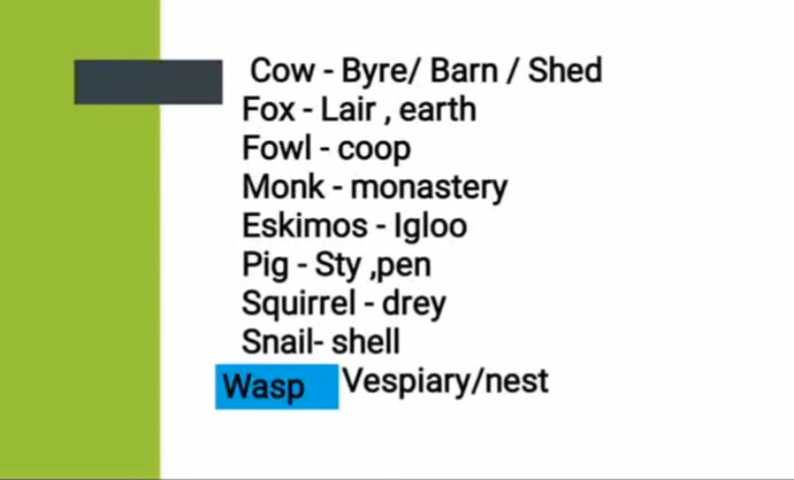 Cow - Byre/ Barn / Shed
Fox - Lair , earth
Fowl - coop
Monk - monastery
Eskimos - Igloo
Pig - Sty ,pen
Squirrel - drey
Snail- shell
Wasp Vespiary/nest